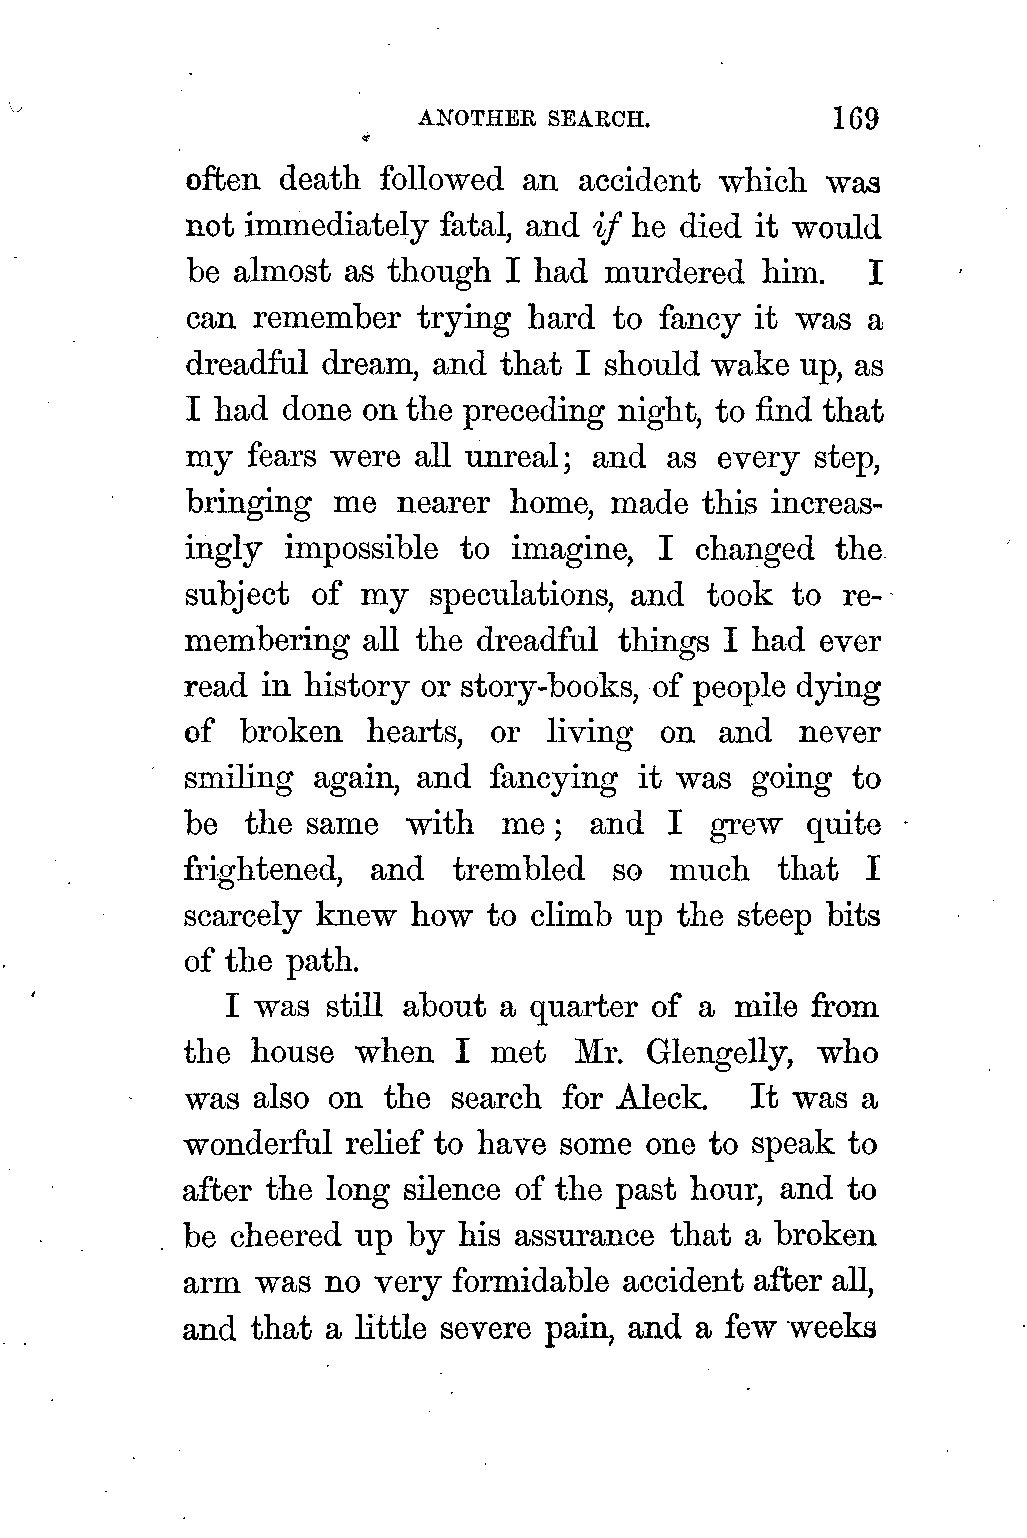 ANOTHER SEARCH. 169
often death followed an accident which was
not immediately fatal, and if he died it would
be almost as though I had murdered him. I
can remember trying hard to fancy it was a
dreadful dream, and that I should wake up, as
I had done on the preceding night, to find that
my fears were all unreal; and as every step,
bringing me nearer home, made this increas-
ingly impossible to imagine, I changed the
subject of my speculations, and took to re-
membering all the dreadful things I had ever
read in history or story-books, of people dying
of broken hearts, or living on and never
smiling again, and fancying it was going to
be the same with me; and I grew quite
frightened, and trembled so much that I
scarcely knew how to climb up the steep bits
of the path.
I was still about a quarter of a mile from
the house when I met Mr. Glengelly, who
was also on the search for Aleck. It was a
wonderful relief to have some one to speak to
after the long silence of the past hour, and to
be cheered up by his assurance that a broken
arm was no very formidable accident after all,
and that a little severe pain, and a few weeks